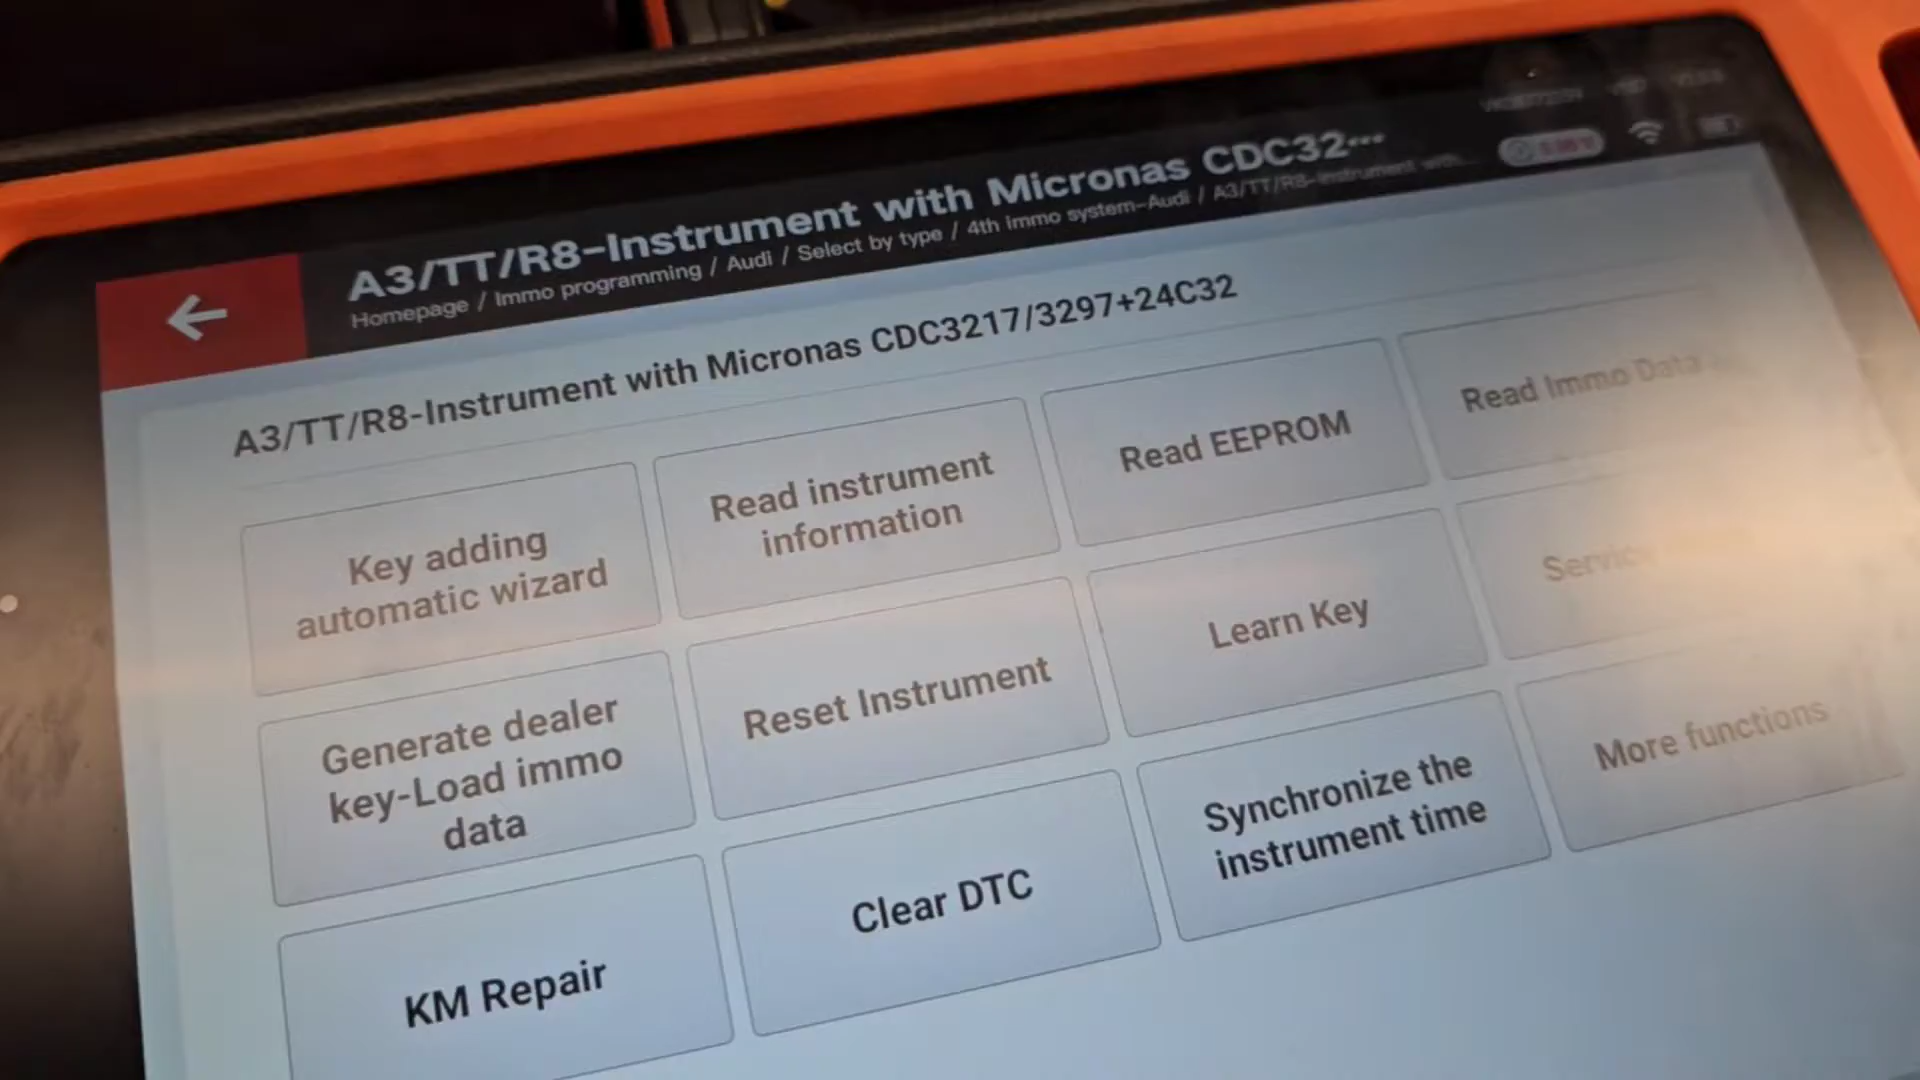 A3/TT/R8-Instrument with Micronas CDC32...
Homepage / Immo programming / Audi / Select by type / 4th immo system-Audi / A3/TT/R8-Instrument with...
A3/TT/R8-Instrument with Micronas CDC3217/3297+24C32
Key adding
automatic wizard
Read instrument
information
Read EEPROM
Read Immo Data
Generate dealer
key-Load immo
data
Reset Instrument
Learn Key
Service
KM Repair
Clear DTC
Synchronize the
instrument time
More functions